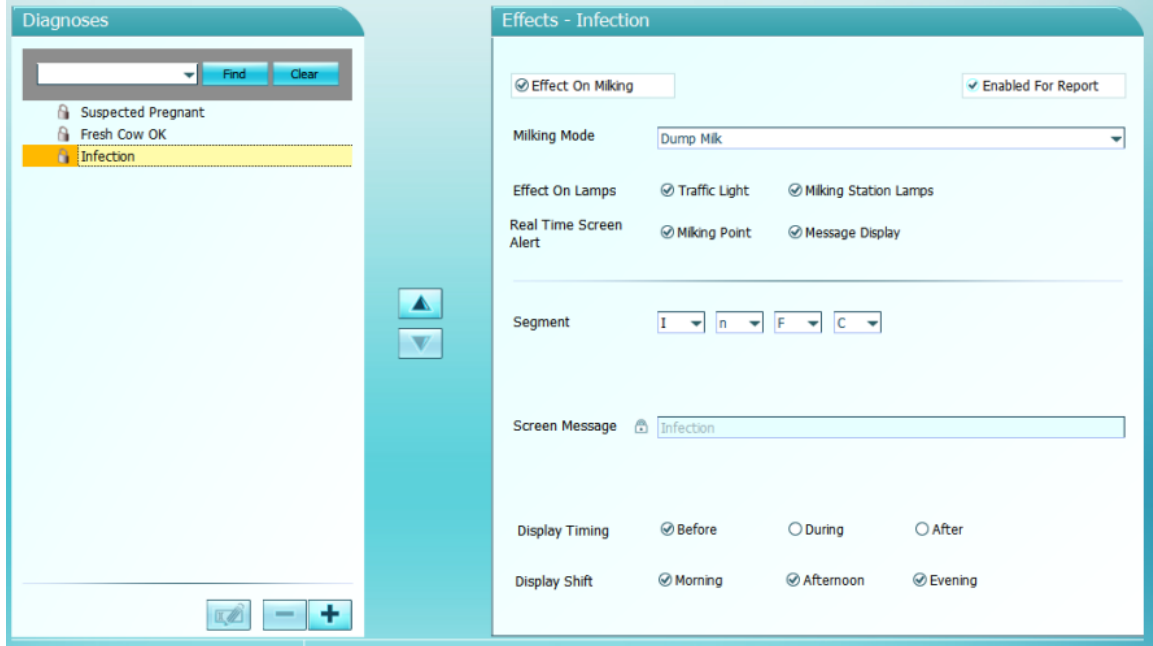 Diagnoses
Find Clear
Suspected Pregnant
Fresh Cow OK
Infection
Effects - Infection
Effect On Milking Enabled For Report
Milking Mode Dump Milk
Effect On Lamps Traffic Light Milking Station Lamps
Real Time Screen
Alert Milking Point Message Display
Segment I n F C
Screen Message Infection
Display Timing Before During After
Display Shift Morning Afternoon Evening